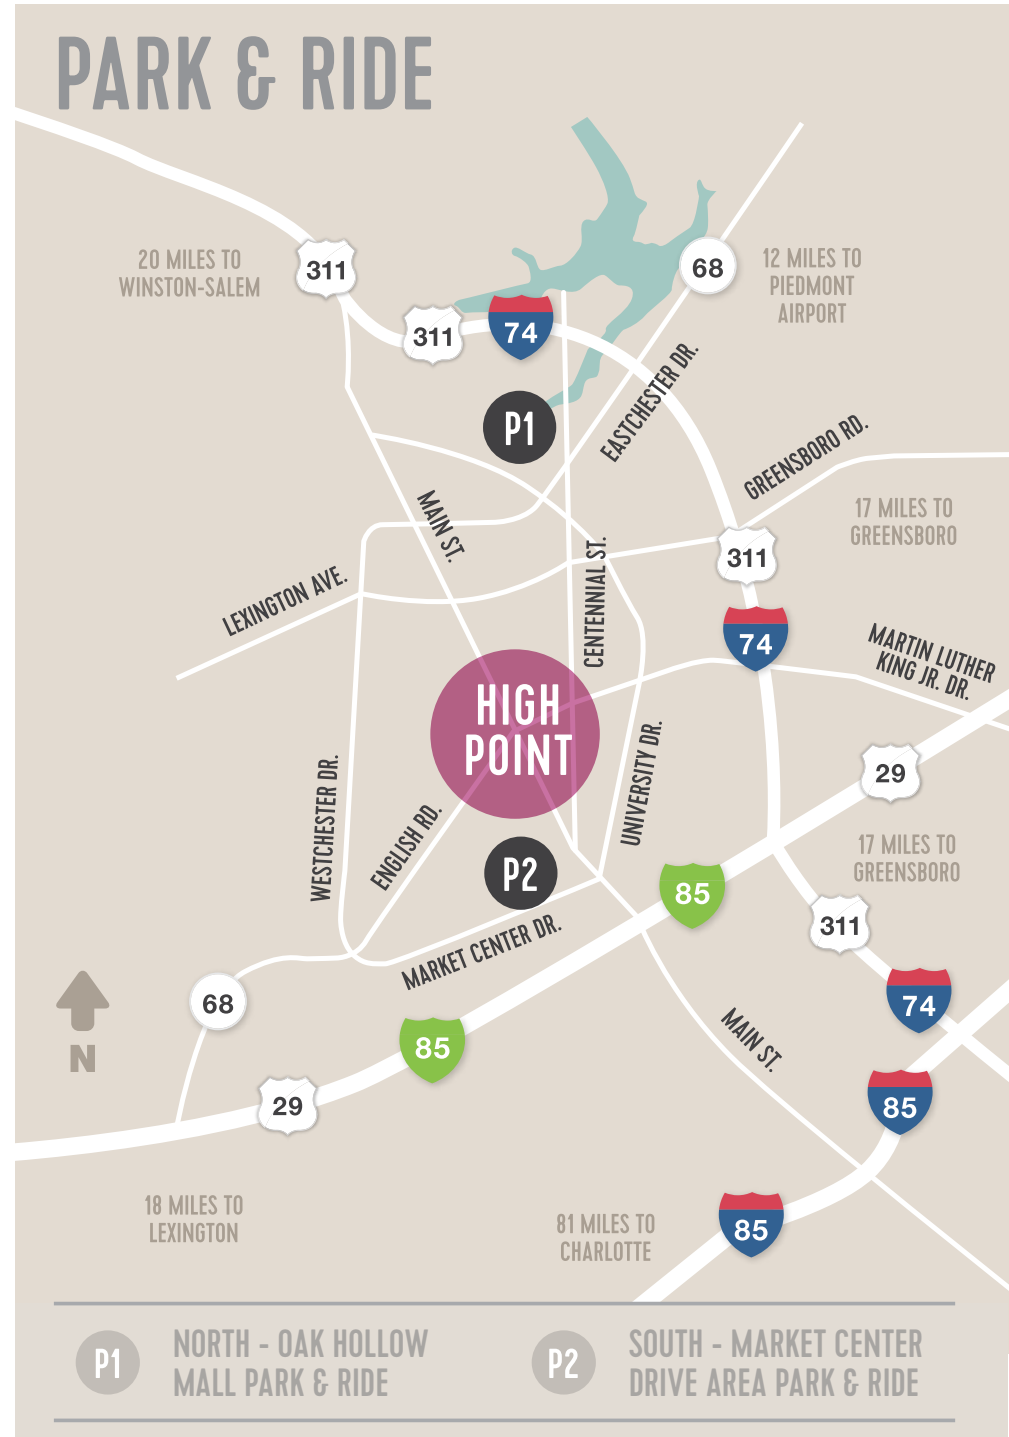 PARK & RIDE
20 MILES TO
WINSTON-SALEM
311
68
12 MILES TO
PIEDMONT
AIRPORT
311
74
P1
EASTCHESTER DR.
GREENSBORO RD.
MAIN ST.
17 MILES TO
GREENSBORO
CENTENNIAL ST.
311
LEXINGTON AVE.
74
MARTIN LUTHER
KING JR. DR.
HIGH
POINT
29
WESTCHESTER DR.
ENGLISH RD.
UNIVERSITY DR.
17 MILES TO
GREENSBORO
P2
85
311
MARKET CENTER DR.
68
74
N
85
MAIN ST.
29
85
18 MILES TO
LEXINGTON
81 MILES TO
CHARLOTTE
85
P1
NORTH - OAK HOLLOW
MALL PARK & RIDE
P2
SOUTH - MARKET CENTER
DRIVE AREA PARK & RIDE